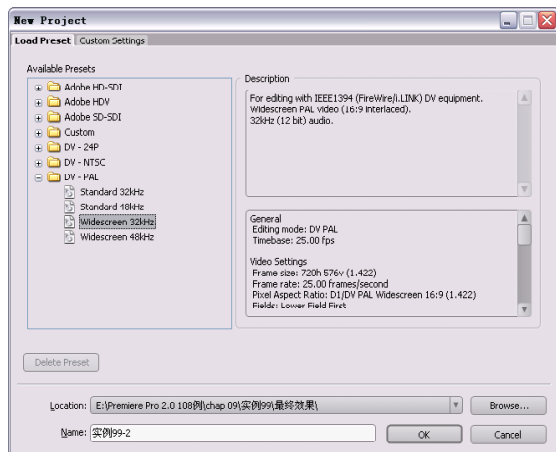 New Project
Load Preset Custom Settings
Available Presets
Adobe HD-SDI
Adobe HDV
Adobe SD-SDI
Custom
DV - 24P
DV - NTSC
DV - PAL
Standard 32kHz
Standard 48kHz
Widescreen 32kHz
Widescreen 48kHz
Description
For editing with IEEE1394 (FireWire/i.LINK) DV equipment.
Widescreen PAL video (16:9 interlaced).
32kHz (12 bit) audio.
General
Editing mode: DV PAL
Timebase: 25.00 fps
Video Settings
Frame size: 720h 576v (1.422)
Frame rate: 25.00 frames/second
Pixel Aspect Ratio: D1/DV PAL Widescreen 16:9 (1.422)
Fields: Lower Field First
Delete Preset
Location: E:\Premiere Pro 2.0 108例\chap 09\实例99\最终效果\ Browse...
Name: 实例99-2 OK Cancel